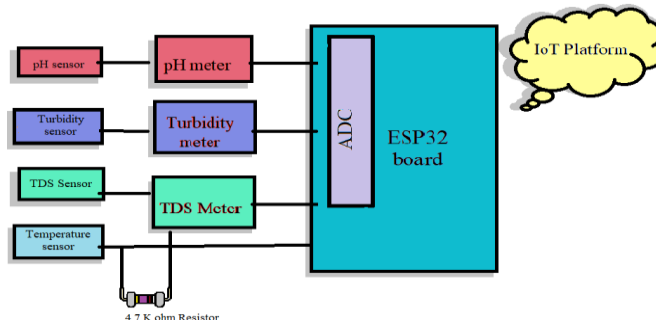 pH sensor
pH meter
Turbidity
sensor
Turbidity
meter
TDS Sensor
TDS Meter
Temperature
sensor
4.7 K ohm Resistor
ADC
ESP32
board
IoT Platform